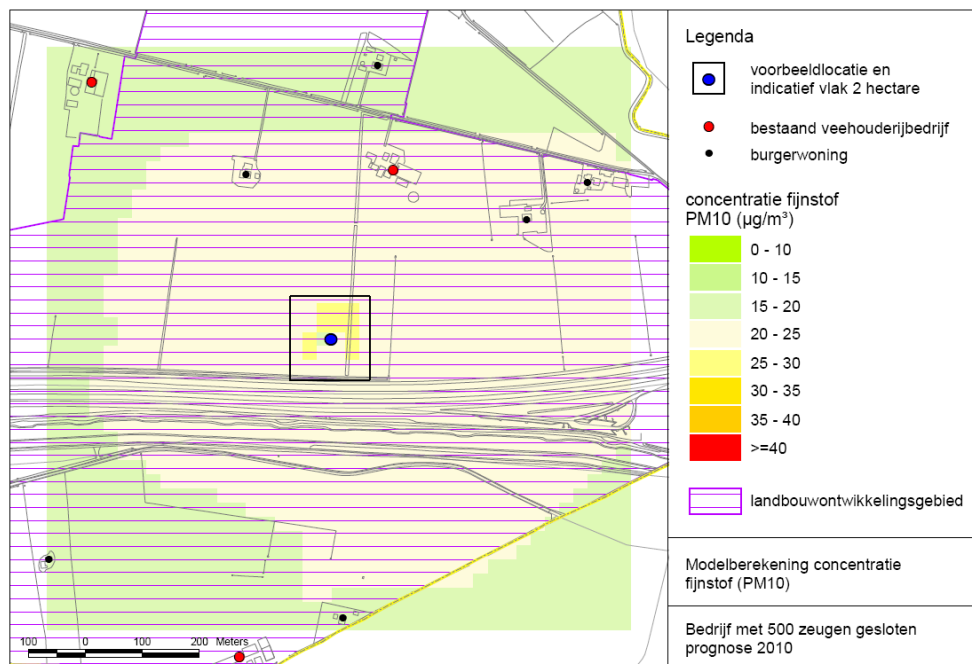 Legenda
voorbeeldlocatie en
indicatief vlak 2 hectare
bestaand veehouderijbedrijf
burgerwoning
concentratie fijnstof
PM10 (µg/m³)
0 - 10
10 - 15
15 - 20
20 - 25
25 - 30
30 - 35
35 - 40
>=40
landbouwontwikkelingsgebied
Modelberekening concentratie
fijnstof (PM10)
Bedrijf met 500 zeugen gesloten
prognose 2010
100 0 100 200 Meters